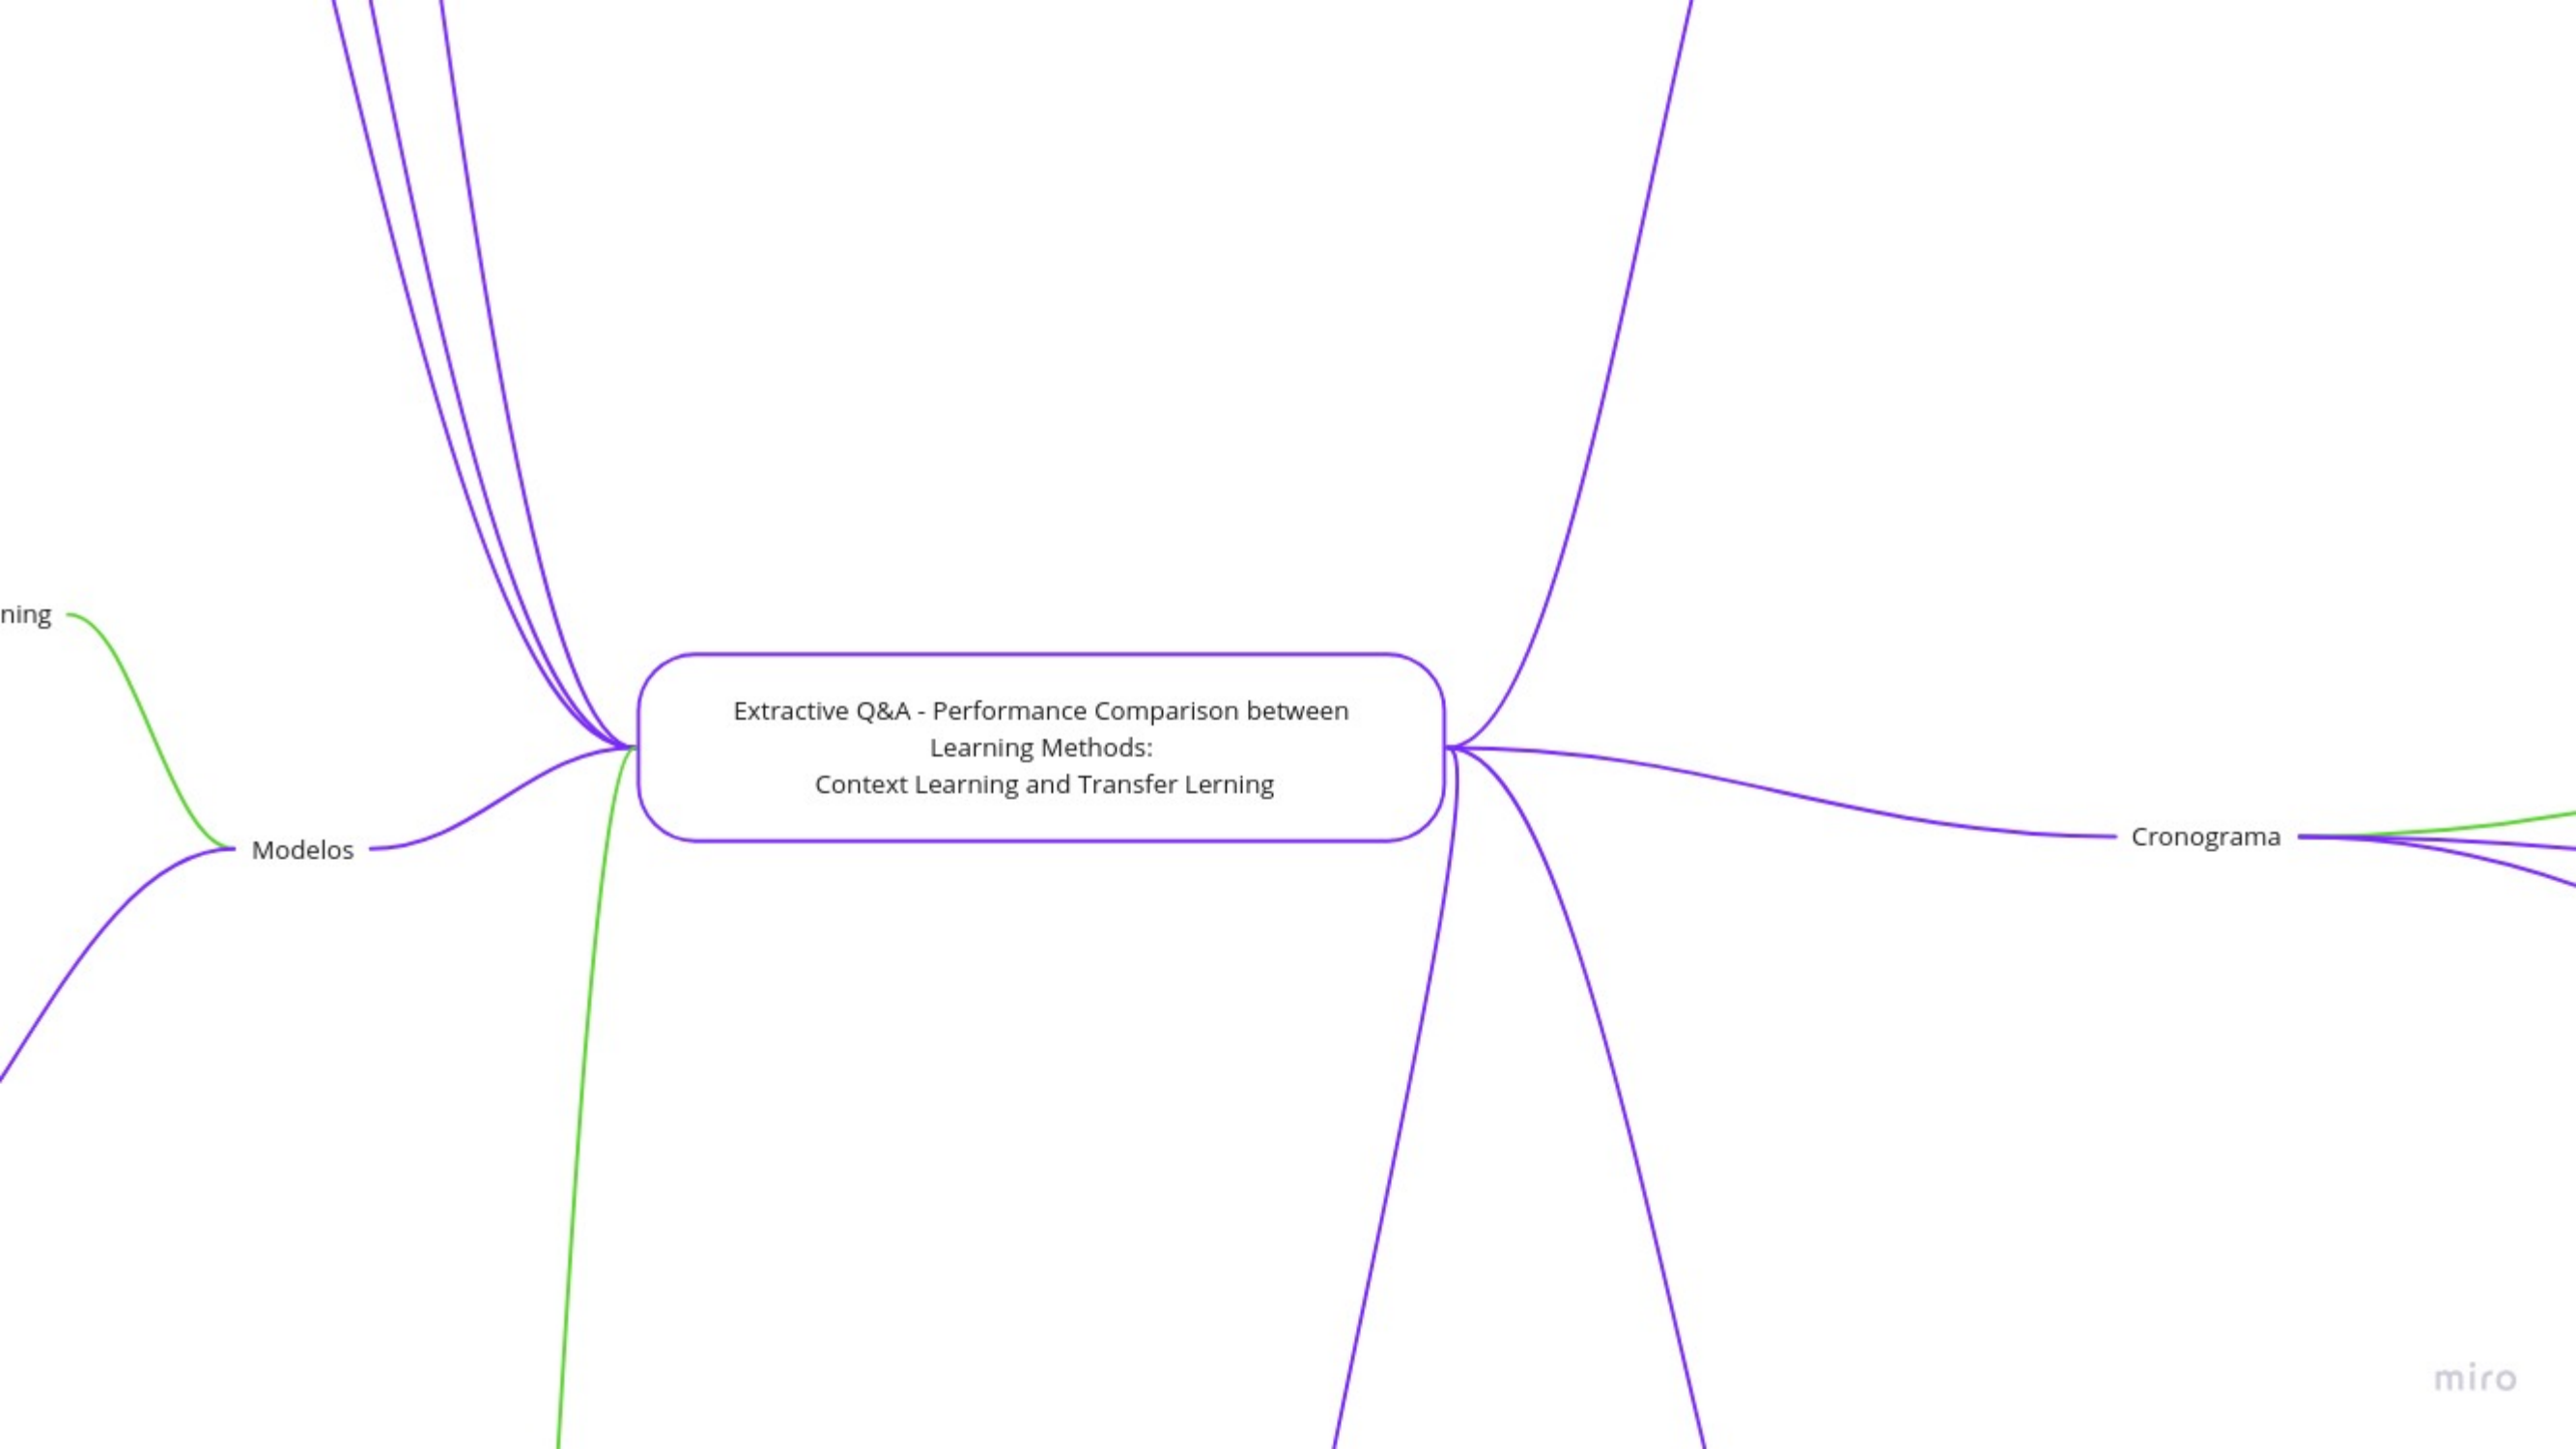 ning
Extractive Q&A - Performance Comparison between
Learning Methods:
Context Learning and Transfer Lerning
Modelos
Cronograma
miro